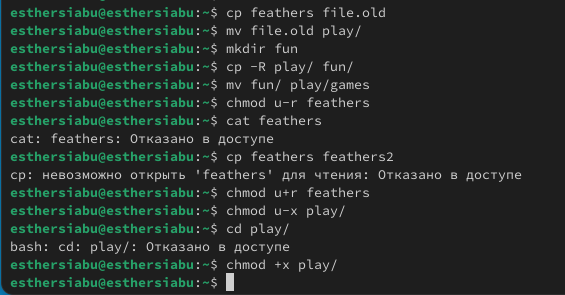 esthersiabu@esthersiabu:~$ cp feathers file.old
esthersiabu@esthersiabu:~$ mv file.old play/
esthersiabu@esthersiabu:~$ mkdir fun
esthersiabu@esthersiabu:~$ cp -R play/ fun/
esthersiabu@esthersiabu:~$ mv fun/ play/games
esthersiabu@esthersiabu:~$ chmod u-r feathers
esthersiabu@esthersiabu:~$ cat feathers
cat: feathers: Отказано в доступе
esthersiabu@esthersiabu:~$ cp feathers feathers2
cp: невозможно открыть 'feathers' для чтения: Отказано в доступе
esthersiabu@esthersiabu:~$ chmod u+r feathers
esthersiabu@esthersiabu:~$ chmod u-x play/
esthersiabu@esthersiabu:~$ cd play/
bash: cd: play/: Отказано в доступе
esthersiabu@esthersiabu:~$ chmod +x play/
esthersiabu@esthersiabu:~$